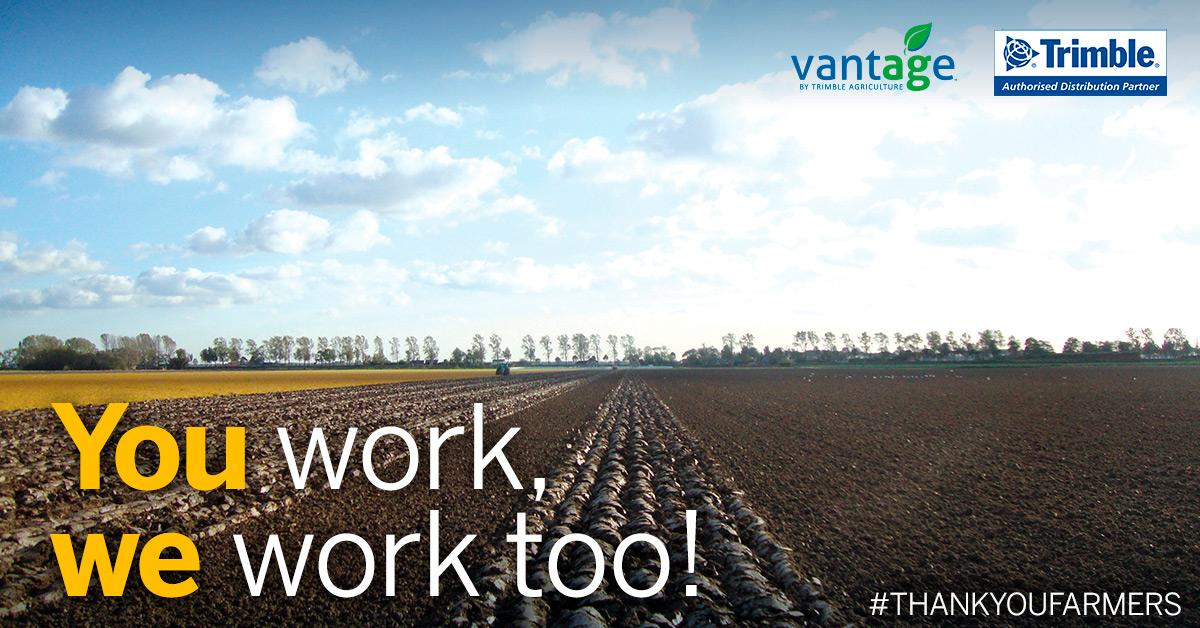 vantage
BY TRIMBLE AGRICULTURE
Trimble
Authorised Distribution Partner
You work,
we work too!
#THANKYOUFARMERS